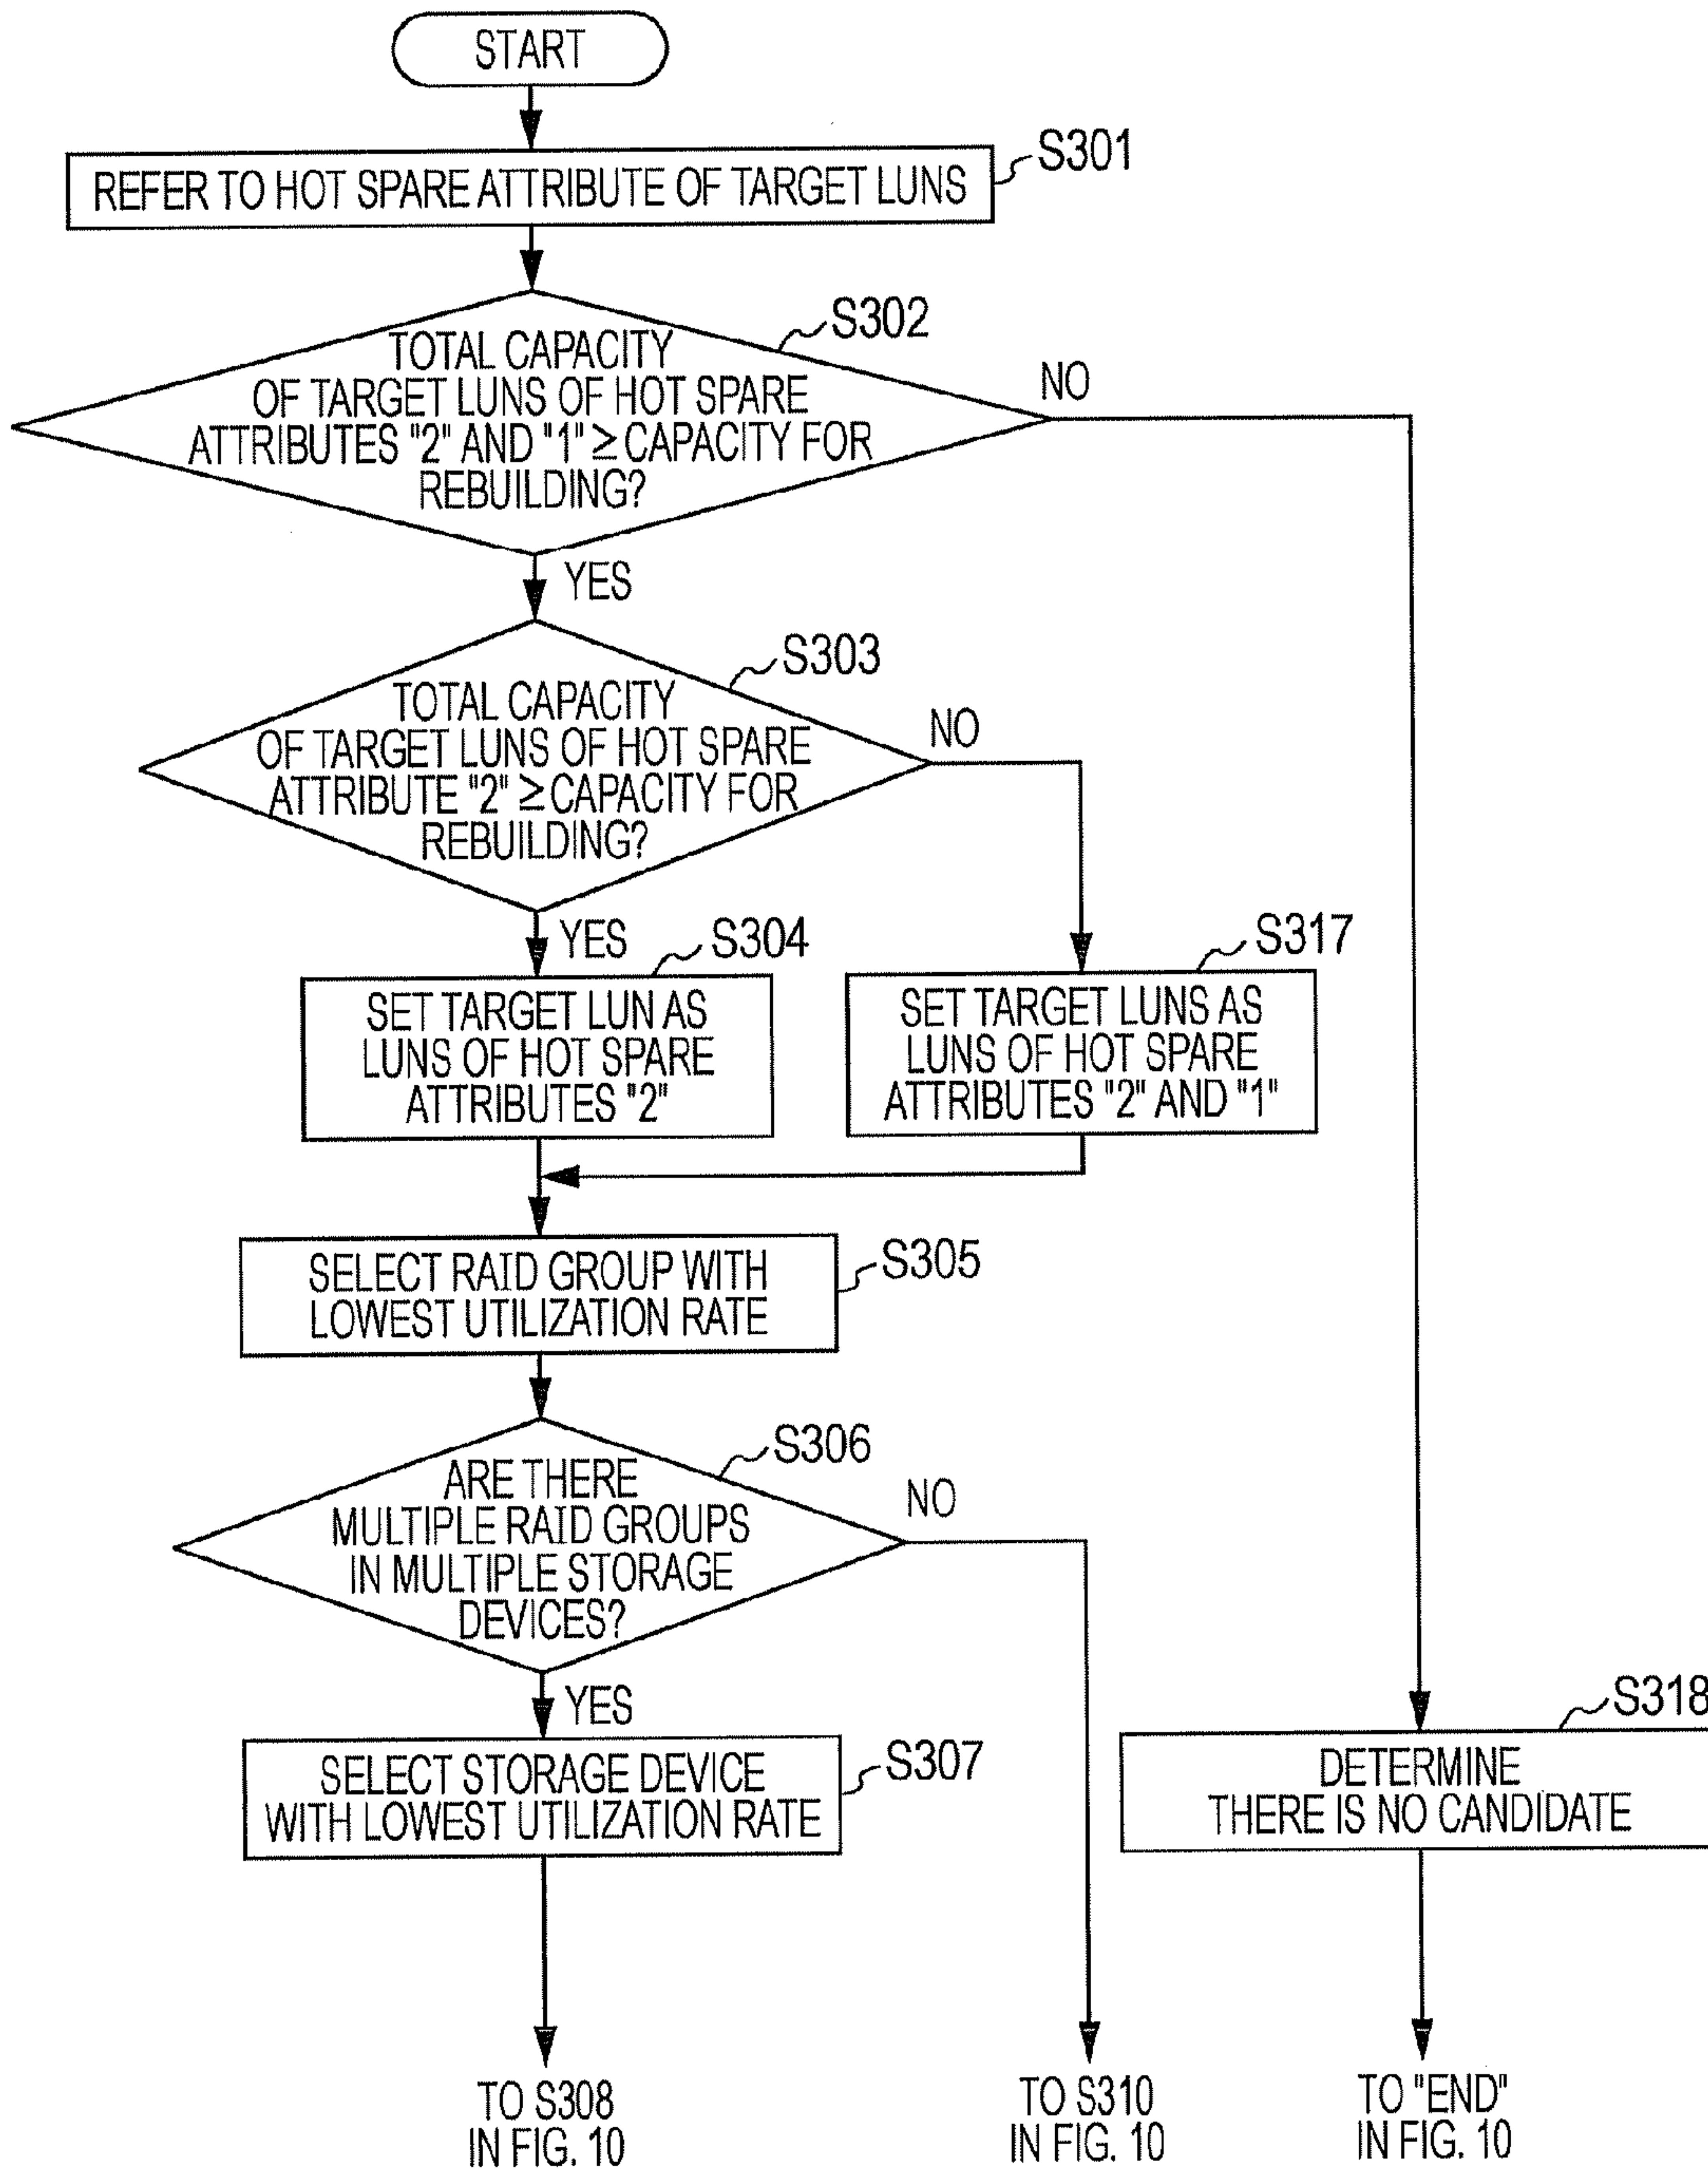 START
S301
REFER TO HOT SPARE ATTRIBUTE OF TARGET LUNS
S302
TOTAL CAPACITY
OF TARGET LUNS OF HOT SPARE
ATTRIBUTES "2" AND "1" ≥ CAPACITY FOR
REBUILDING?
NO
YES
S303
TOTAL CAPACITY
OF TARGET LUNS OF HOT SPARE
ATTRIBUTE "2" ≥ CAPACITY FOR
REBUILDING?
NO
YES
S304
SET TARGET LUN AS
LUNS OF HOT SPARE
ATTRIBUTES "2"
S317
SET TARGET LUNS AS
LUNS OF HOT SPARE
ATTRIBUTES "2" AND "1"
S305
SELECT RAID GROUP WITH
LOWEST UTILIZATION RATE
S306
ARE THERE
MULTIPLE RAID GROUPS
IN MULTIPLE STORAGE
DEVICES?
NO
YES
S307
SELECT STORAGE DEVICE
WITH LOWEST UTILIZATION RATE
S318
DETERMINE
THERE IS NO CANDIDATE
TO S308
IN FIG. 10
TO S310
IN FIG. 10
TO "END"
IN FIG. 10